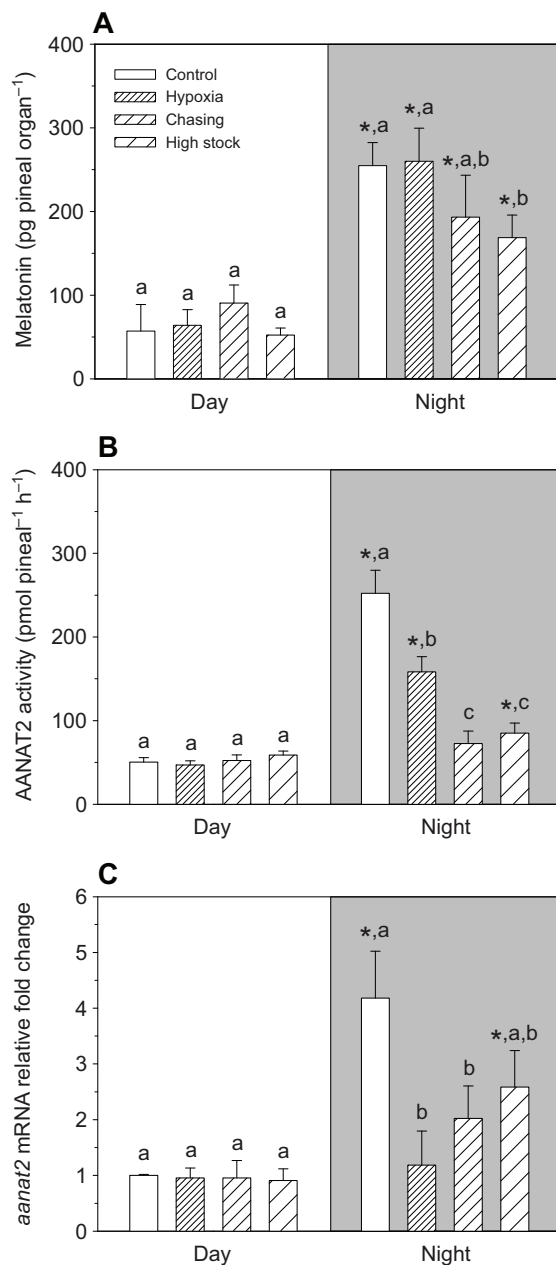 A
Melatonin (pg pineal organ⁻¹)
400
300
200
100
0
Control
Hypoxia
Chasing
High stock
a
a
a
a
*,a
*,a
*,a,b
*,b
Day
Night
B
AANAT2 activity (pmol pineal⁻¹ h⁻¹)
400
300
200
100
0
a
a
a
a
*,a
*,b
c
*,c
Day
Night
C
aanat2 mRNA relative fold change
6
5
4
3
2
1
0
a
a
a
a
*,a
b
b
*,a,b
Day
Night